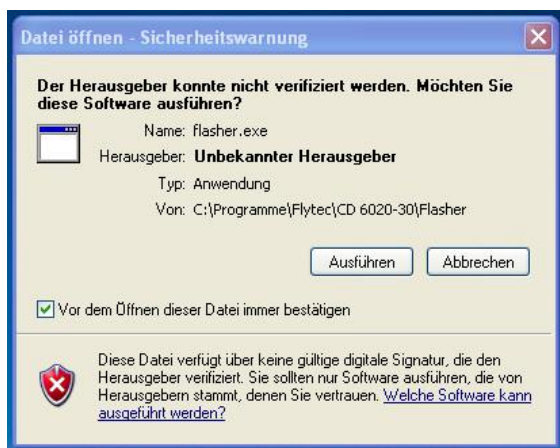 Datei öffnen - Sicherheitswarnung
Der Herausgeber konnte nicht verifiziert werden. Möchten Sie
diese Software ausführen?
Name: flasher.exe
Herausgeber: Unbekannter Herausgeber
Typ: Anwendung
Von: C:\Programme\Flytec\CD 6020-30\Flasher
Ausführen Abbrechen
Vor dem Öffnen dieser Datei immer bestätigen
Diese Datei verfügt über keine gültige digitale Signatur, die den
Herausgeber verifiziert. Sie sollten nur Software ausführen, die von
Herausgebern stammt, denen Sie vertrauen. Welche Software kann
ausgeführt werden?